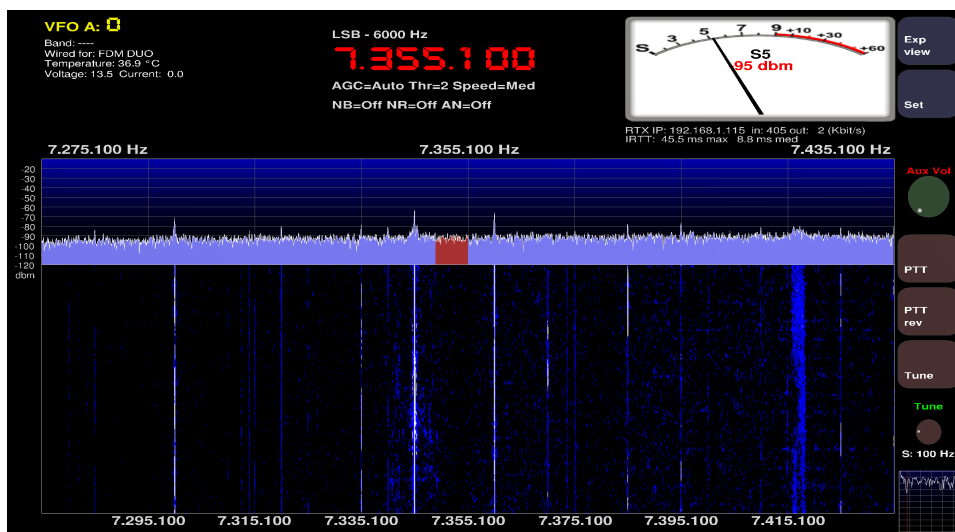 VFO A: 0
Band: ----
Wired for: FDM DUO
Temperature: 36.9 °C
Voltage: 13.5 Current: 0.0
LSB - 6000 Hz
7.355.100
AGC=Auto Thr=2 Speed=Med
NB=Off NR=Off AN=Off
S 3 5 7 9 +10 +30 +60
S5
-95 dbm
RTX IP: 192.168.1.115 in: 405 out: 2 (Kbit/s)
IRTT: 45.5 ms max 8.8 ms med
Exp view
Set
7.275.100 Hz 7.355.100 Hz 7.435.100 Hz
-20
-30
-40
-50
-60
-70
-80
-90
-100
-110
-120
dbm
Aux Vol
PTT
PTT rev
Tune
Tune
S: 100 Hz
7.295.100 7.315.100 7.335.100 7.355.100 7.375.100 7.395.100 7.415.100